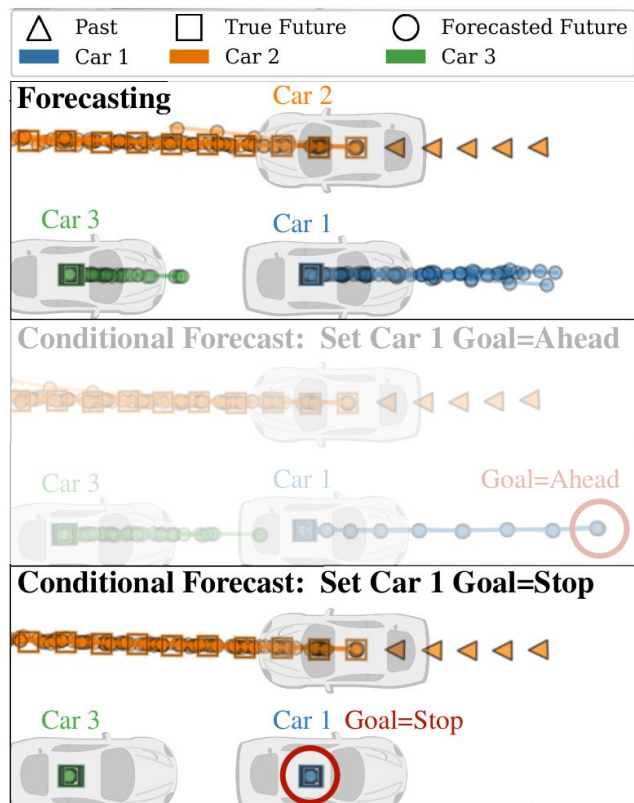 Past True Future Forecasted Future
Car 1 Car 2 Car 3
Forecasting
Car 2
Car 3 Car 1
Conditional Forecast: Set Car 1 Goal=Ahead
Car 3 Car 1 Goal=Ahead
Conditional Forecast: Set Car 1 Goal=Stop
Car 3 Car 1 Goal=Stop